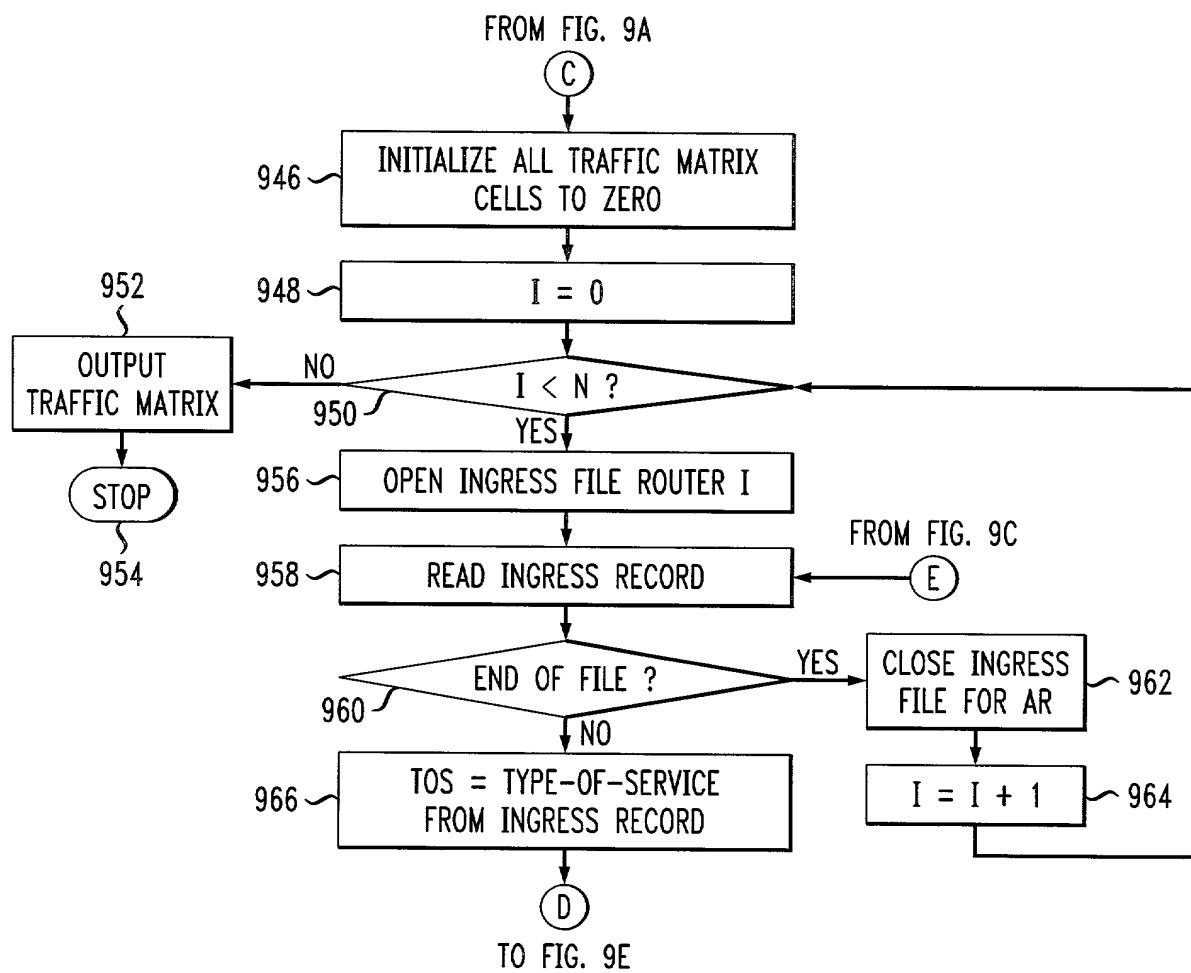 FROM FIG. 9A
C
946
INITIALIZE ALL TRAFFIC MATRIX
CELLS TO ZERO
948
I = 0
952
OUTPUT
TRAFFIC MATRIX
NO
950
I < N ?
YES
STOP
954
956
OPEN INGRESS FILE ROUTER I
FROM FIG. 9C
958
READ INGRESS RECORD
E
960
END OF FILE ?
YES
CLOSE INGRESS
FILE FOR AR
962
NO
966
TOS = TYPE-OF-SERVICE
FROM INGRESS RECORD
I = I + 1
964
D
TO FIG. 9E